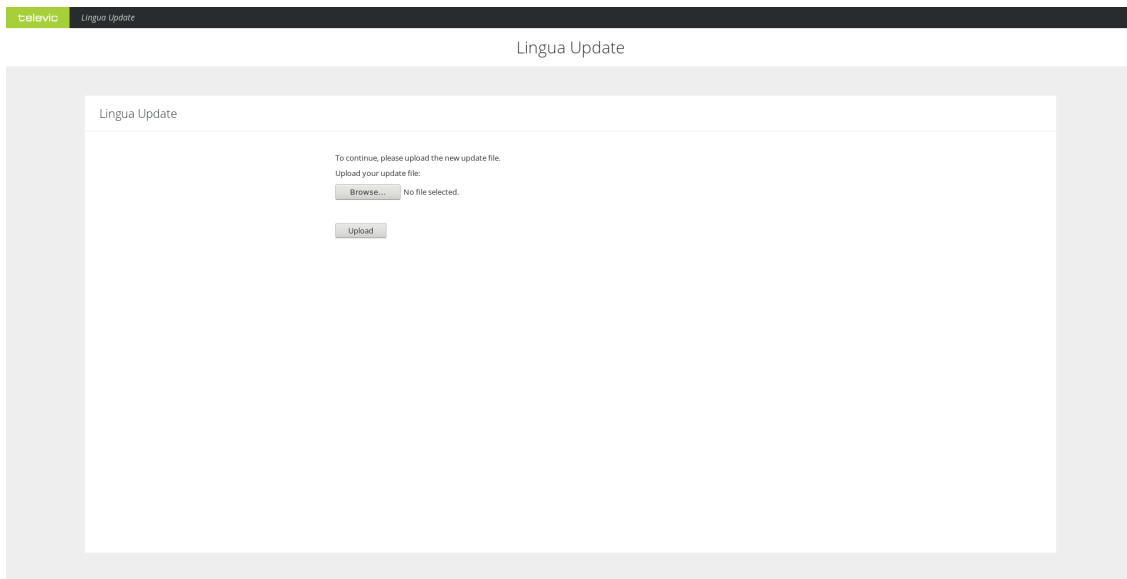 televic Lingua Update
Lingua Update
Lingua Update
To continue, please upload the new update file.
Upload your update file:
Browse... No file selected.
Upload